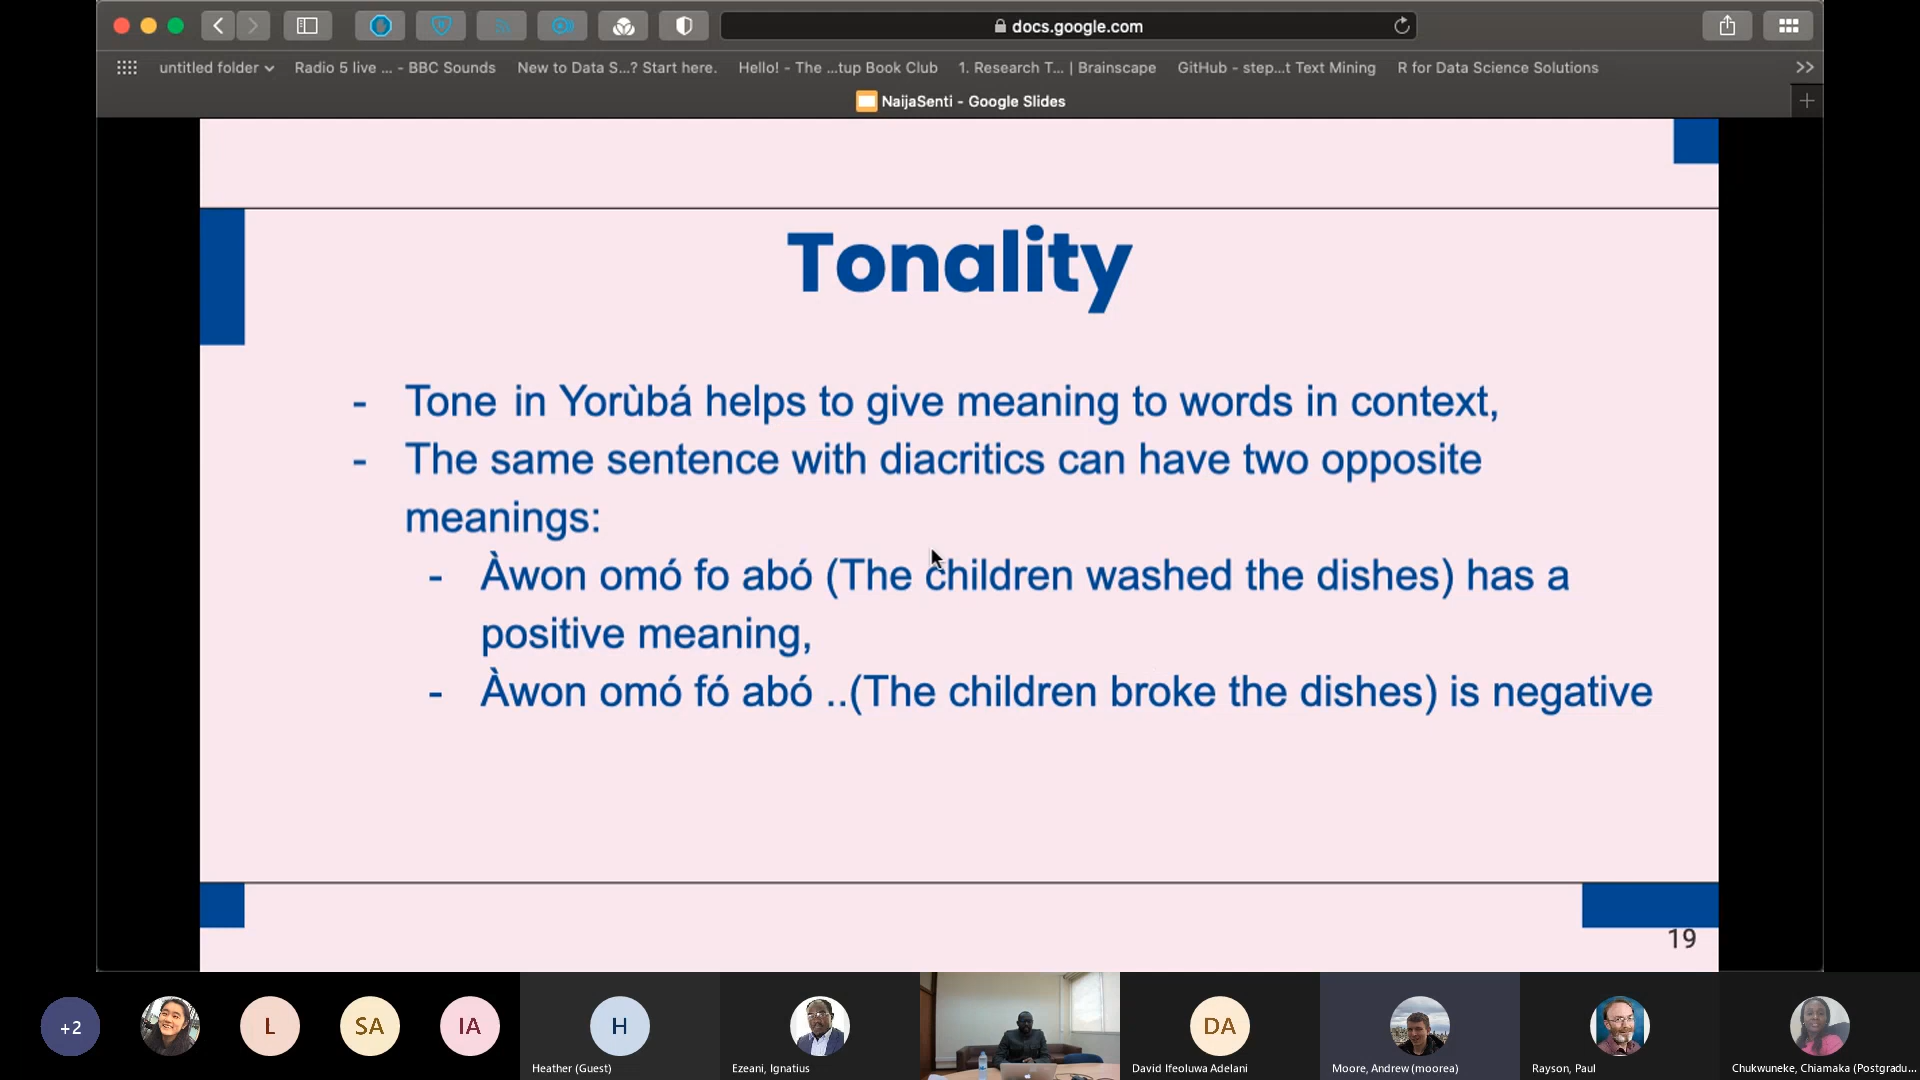 docs.google.com
untitled folder
Radio 5 live ... - BBC Sounds
New to Data S...? Start here.
Hello! - The ...tup Book Club
1. Research T... | Brainscape
GitHub - step...t Text Mining
R for Data Science Solutions
NaijaSenti - Google Slides
Tonality
- Tone in Yorùbá helps to give meaning to words in context,
- The same sentence with diacritics can have two opposite
meanings:
- Àwon omó fo abó (The children washed the dishes) has a
positive meaning,
- Àwon omó fó abó ..(The children broke the dishes) is negative
19
+2
L
SA
IA
H
Heather (Guest)
Ezeani, Ignatius
DA
David Ifeoluwa Adelani
Moore, Andrew (moorea)
Rayson, Paul
Chukwuneke, Chiamaka (Postgradu...